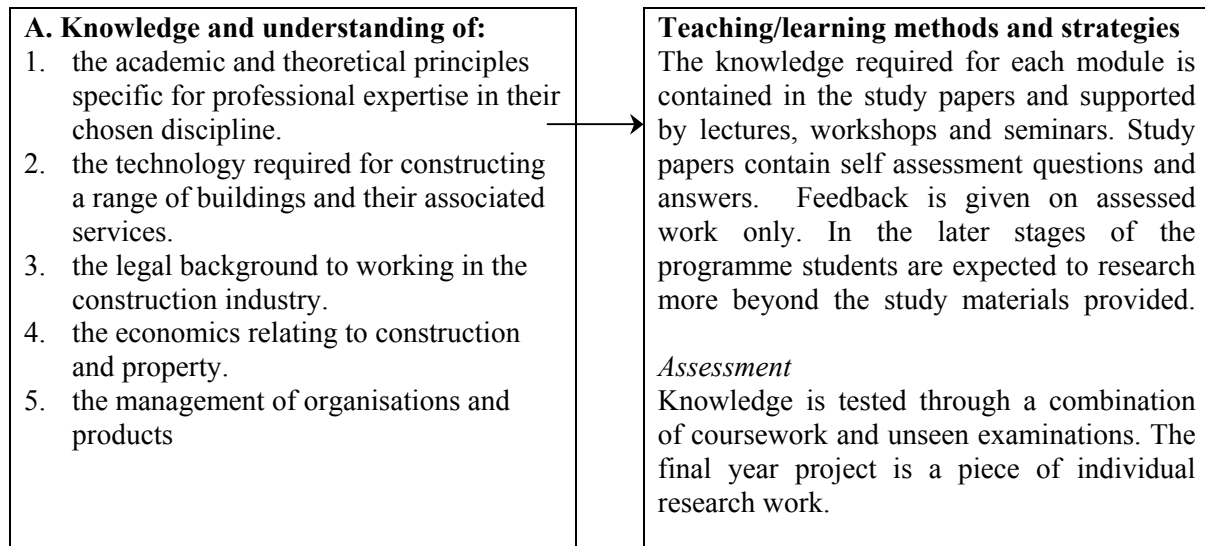 A. Knowledge and understanding of:
1. the academic and theoretical principles
specific for professional expertise in their
chosen discipline.
2. the technology required for constructing
a range of buildings and their associated
services.
3. the legal background to working in the
construction industry.
4. the economics relating to construction
and property.
5. the management of organisations and
products
Teaching/learning methods and strategies
The knowledge required for each module is
contained in the study papers and supported
by lectures, workshops and seminars. Study
papers contain self assessment questions and
answers. Feedback is given on assessed
work only. In the later stages of the
programme students are expected to research
more beyond the study materials provided.
Assessment
Knowledge is tested through a combination
of coursework and unseen examinations. The
final year project is a piece of individual
research work.